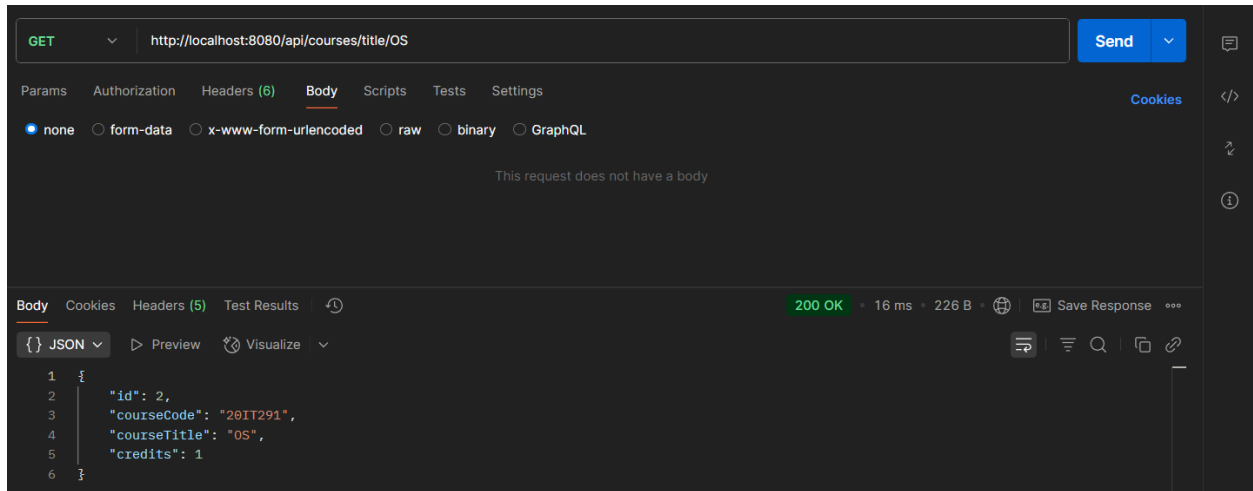 GET http://localhost:8080/api/courses/title/OS Send
Params Authorization Headers (6) Body Scripts Tests Settings Cookies
none form-data x-www-form-urlencoded raw binary GraphQL
This request does not have a body
Body Cookies Headers (5) Test Results 200 OK 16 ms 226 B e.g. Save Response
{} JSON Preview Visualize
1 {
2 "id": 2,
3 "courseCode": "20IT291",
4 "courseTitle": "OS",
5 "credits": 1
6 }